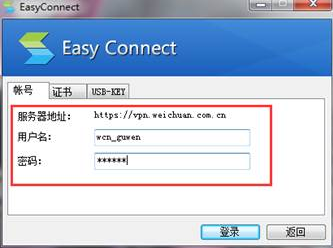 EasyConnect
Easy Connect
帐号 证书 USB-KEY
服务器地址: https://vpn.weichuan.com.cn
用户名: wcn_guwen
密码: ******
登录 返回